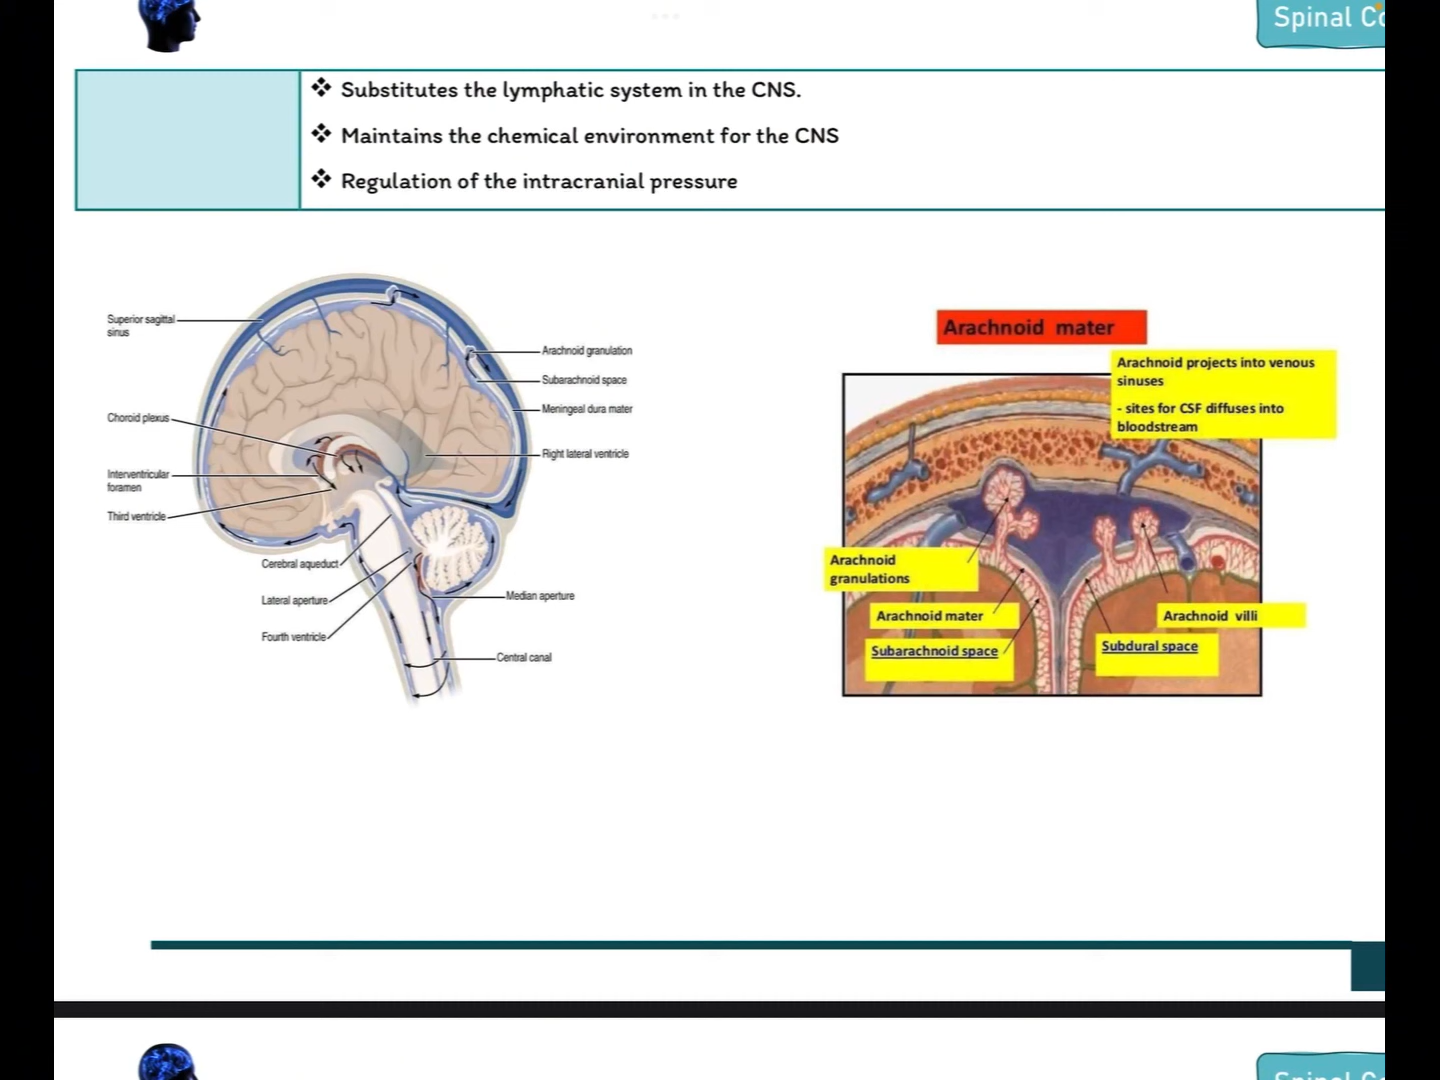 Spinal Co
❖ Substitutes the lymphatic system in the CNS.
❖ Maintains the chemical environment for the CNS
❖ Regulation of the intracranial pressure
Superior sagittal
sinus
Choroid plexus
Interventricular
foramen
Third ventricle
Cerebral aqueduct
Lateral aperture
Fourth ventricle
Arachnoid granulation
Subarachnoid space
Meningeal dura mater
Right lateral ventricle
Median aperture
Central canal
Arachnoid mater
Arachnoid projects into venous
sinuses
- sites for CSF diffuses into
bloodstream
Arachnoid
granulations
Arachnoid mater
Subarachnoid space
Arachnoid villi
Subdural space